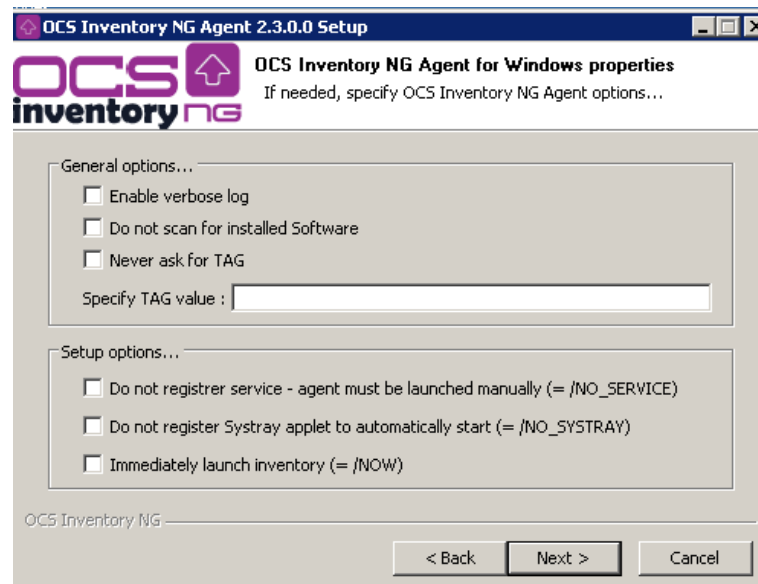 OCS Inventory NG Agent 2.3.0.0 Setup
OCS
inventory NG
OCS Inventory NG Agent for Windows properties
If needed, specify OCS Inventory NG Agent options...
General options...
Enable verbose log
Do not scan for installed Software
Never ask for TAG
Specify TAG value :
Setup options...
Do not registrer service - agent must be launched manually (= /NO_SERVICE)
Do not register Systray applet to automatically start (= /NO_SYSTRAY)
Immediately launch inventory (= /NOW)
OCS Inventory NG
< Back Next > Cancel